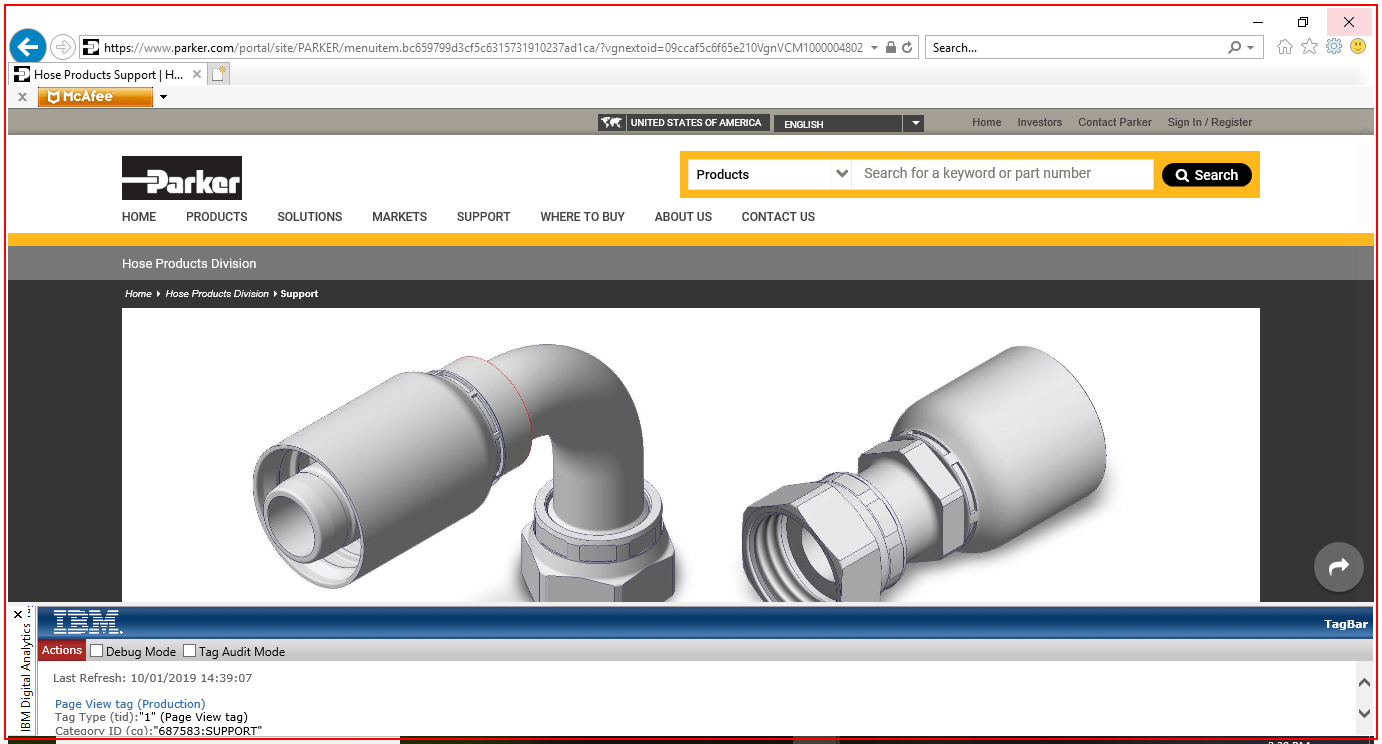 https://www.parker.com/portal/site/PARKER/menuitem.bc659799d3cf5c6315731910237ad1ca/?vgnextoid=09ccaf5c6f65e210VgnVCM1000004802
Search...
Hose Products Support | H...
McAfee
UNITED STATES OF AMERICA
ENGLISH
Home Investors Contact Parker Sign In / Register
Parker
Products
Search for a keyword or part number
Search
HOME PRODUCTS SOLUTIONS MARKETS SUPPORT WHERE TO BUY ABOUT US CONTACT US
Hose Products Division
Home Hose Products Division Support
IBM Digital Analytics
IBM
TagBar
Actions Debug Mode Tag Audit Mode
Last Refresh: 10/01/2019 14:39:07
Page View tag (Production)
Tag Type (tid):"1" (Page View tag)
Category ID (cg):"687583:SUPPORT"